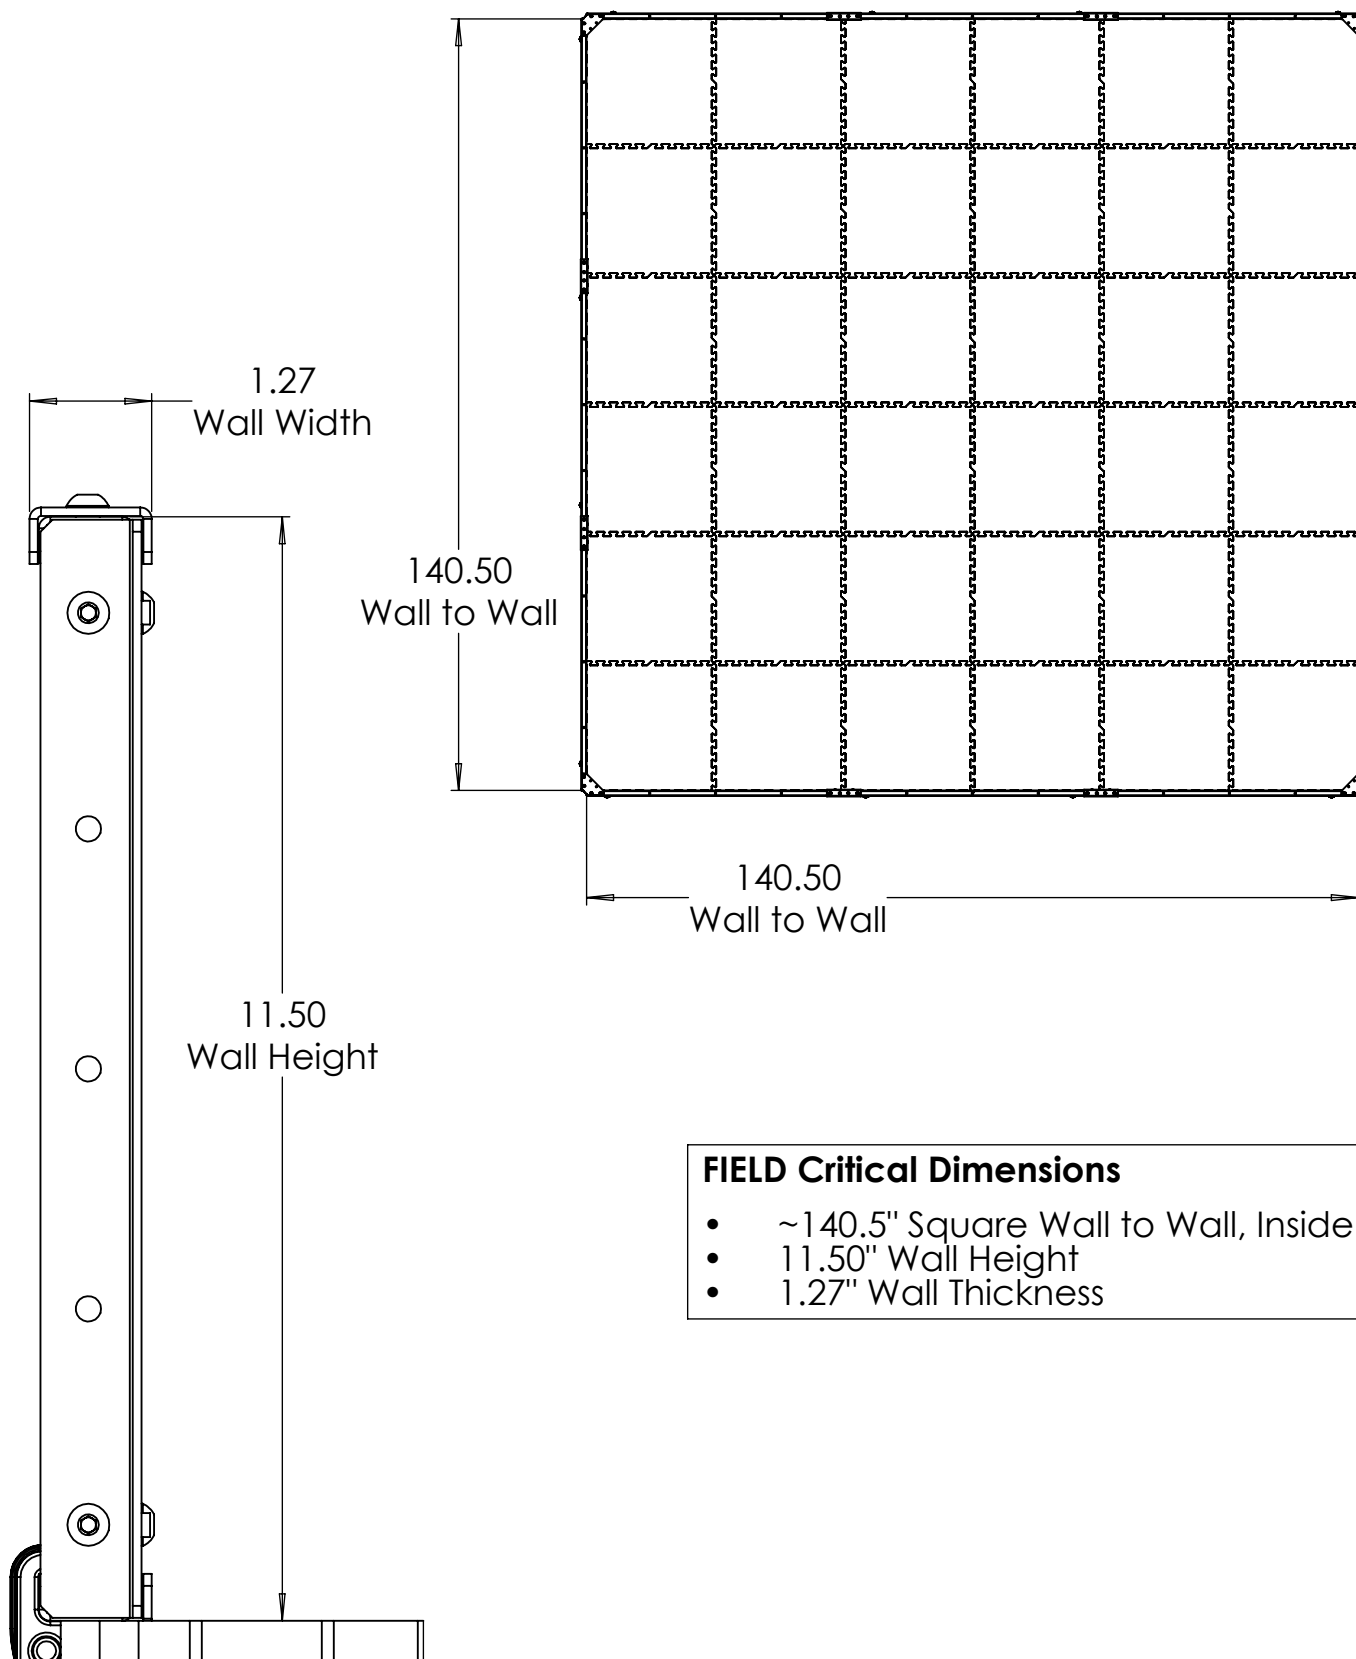 1.27
Wall Width
140.50
Wall to Wall
140.50
Wall to Wall
11.50
Wall Height
FIELD Critical Dimensions
• ~140.5" Square Wall to Wall, Inside
• 11.50" Wall Height
• 1.27" Wall Thickness